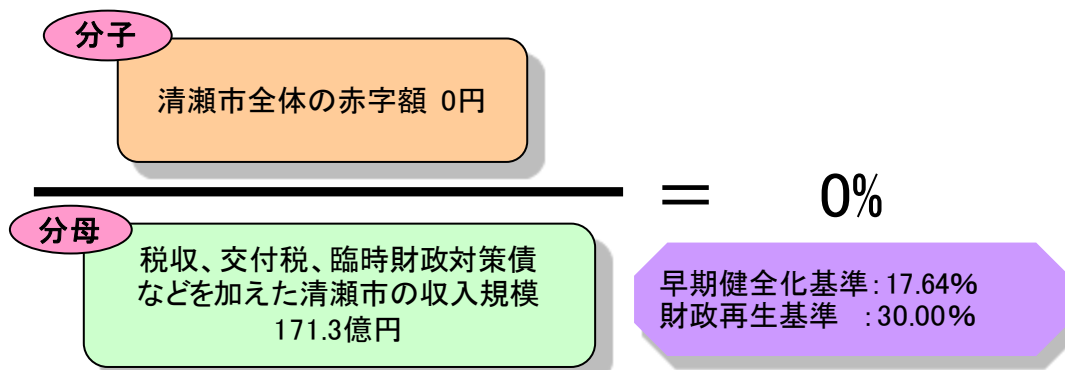 分子
清瀬市全体の赤字額 0円
＝ 0%
分母
税収、交付税、臨時財政対策債
などを加えた清瀬市の収入規模
171.3億円
早期健全化基準：17.64%
財政再生基準 ：30.00%